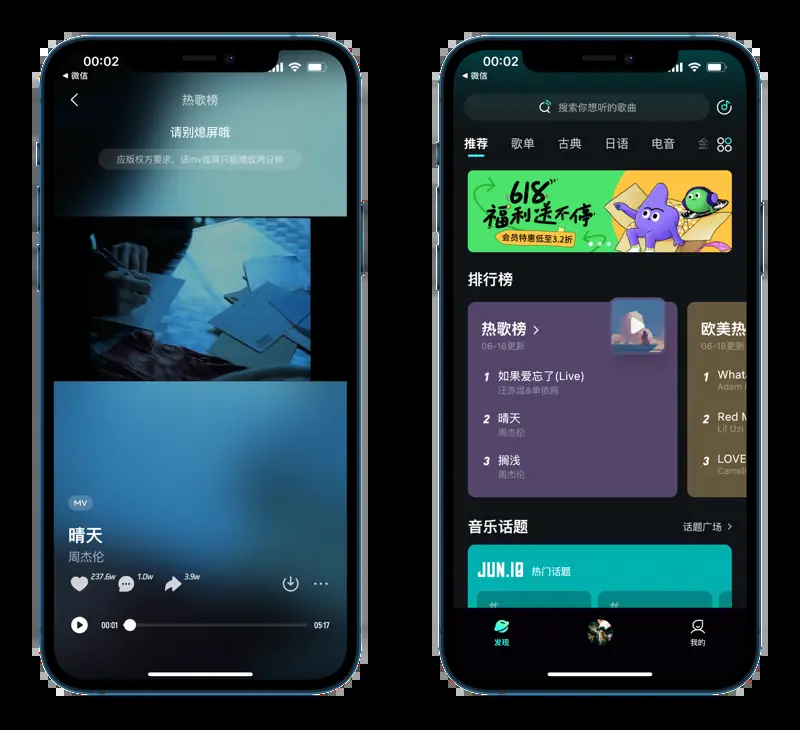 00:02
微信
热歌榜
请别熄屏哦
应版权方要求，该mv熄屏只能播放两分钟
MV
晴天
周杰伦
237.6w
1.0w
3.9w
00:01
05:17
00:02
微信
搜索你想听的歌曲
推荐 歌单 古典 日语 电音 金
618
福利送不停
会员特惠低至3.2折
排行榜
热歌榜
06-18更新
1 如果爱忘了(Live)
汪苏泷&单依纯
2 晴天
周杰伦
3 搁浅
周杰伦
欧美热
06-18更新
1 What
Adam
2 Red M
Lil Uzi
3 LOVE
Camel
音乐话题
话题广场
JUN.18 热门话题
发现
我的